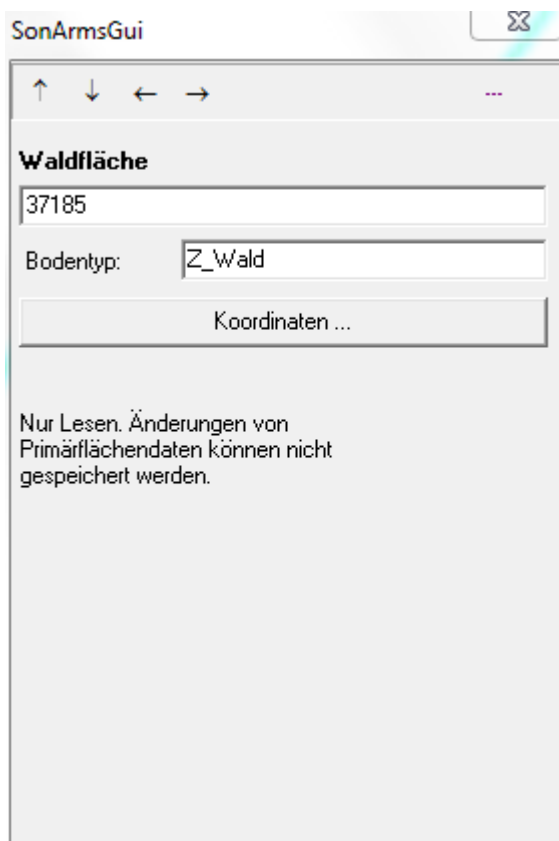 SonArmsGui
↑ ↓ ← → ---
Waldfläche
37185
Bodentyp: Z_Wald
Koordinaten ...
Nur Lesen. Änderungen von
Primärflächendaten können nicht
gespeichert werden.